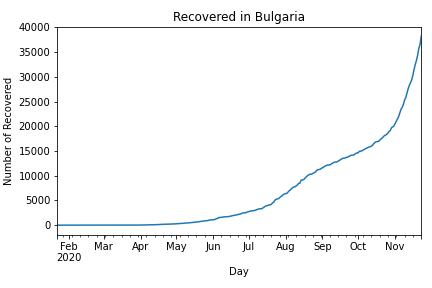 Recovered in Bulgaria
Number of Recovered
40000
35000
30000
25000
20000
15000
10000
5000
0
Feb Mar Apr May Jun Jul Aug Sep Oct Nov
2020
Day